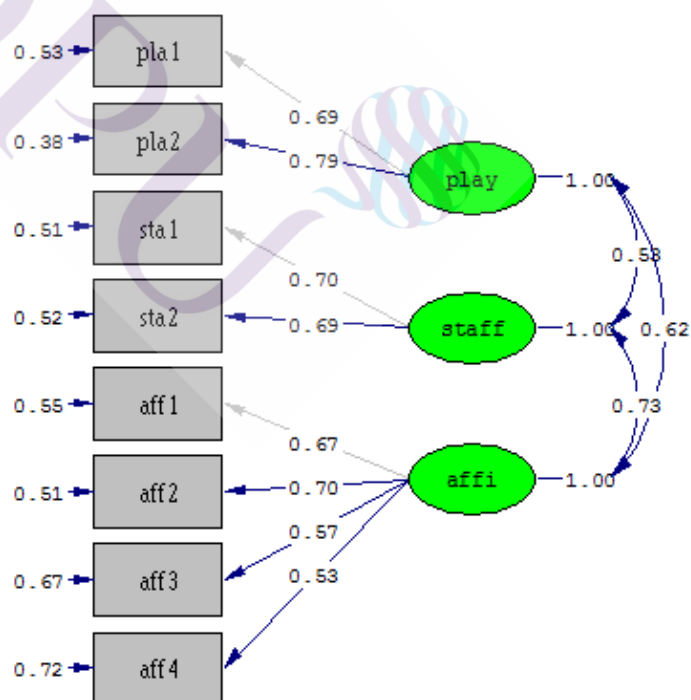 0.53 pla1
0.69
0.38 pla2
0.79
play 1.00
0.51 sta1
0.53
0.70
0.52 sta2
0.69
staff 1.00 0.62
0.55 aff1
0.73
0.67
0.51 aff2
0.70
affi 1.00
0.57
0.67 aff3
0.53
0.72 aff4